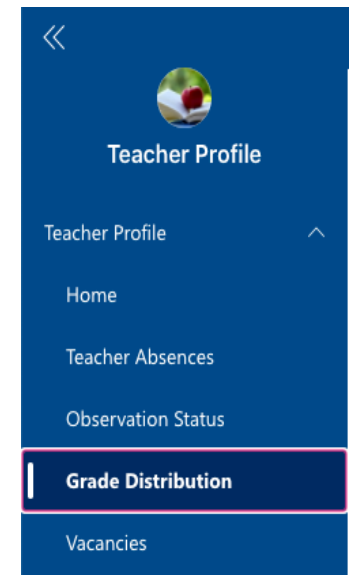 Teacher Profile
Teacher Profile
Home
Teacher Absences
Observation Status
Grade Distribution
Vacancies